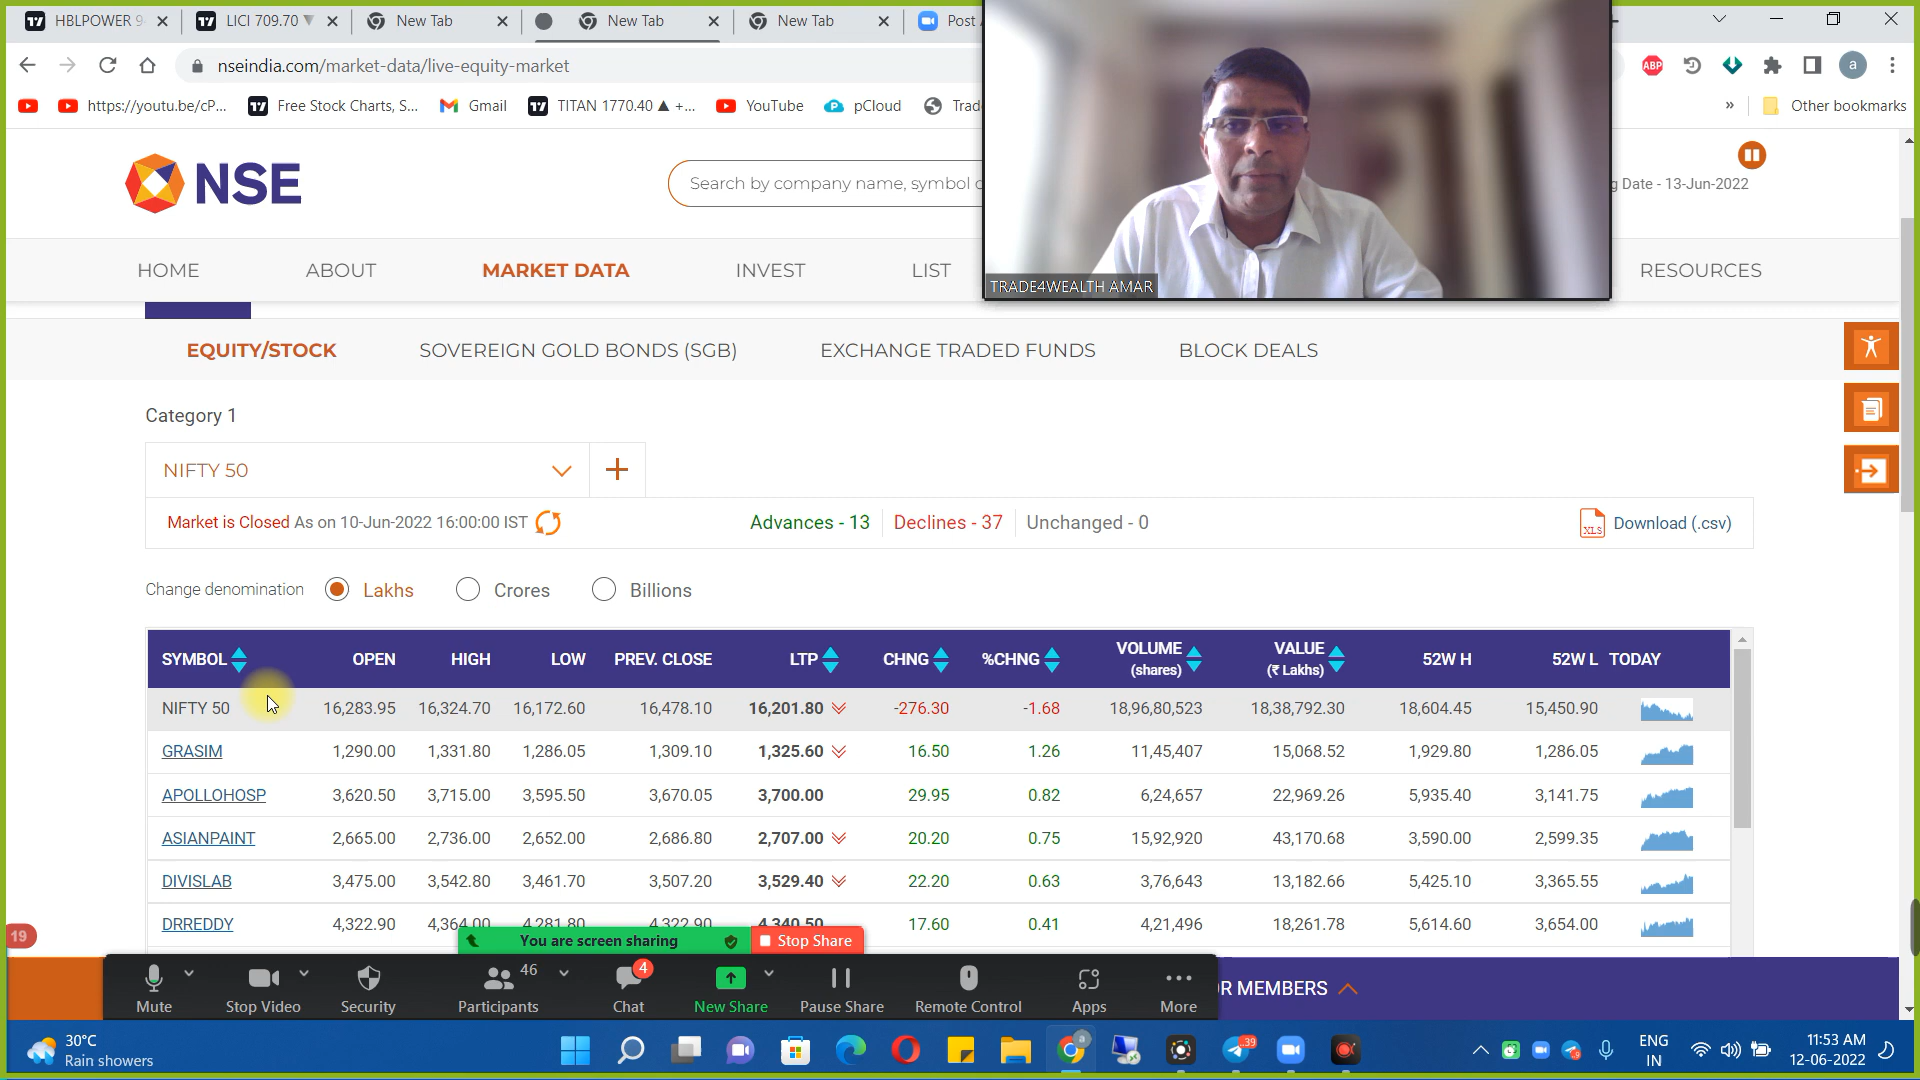 HBLPOWER 9
LICI 709.70 ▼
New Tab
New Tab
New Tab
Post
nseindia.com/market-data/live-equity-market
ABP
a
https://youtu.be/cP...
Free Stock Charts, S...
Gmail
TITAN 1770.40 ▲ +...
YouTube
pCloud
Trad
»
Other bookmarks
NSE
Search by company name, symbol
g Date - 13-Jun-2022
TRADE4WEALTH AMAR
HOME ABOUT MARKET DATA INVEST LIST RESOURCES
EQUITY/STOCK SOVEREIGN GOLD BONDS (SGB) EXCHANGE TRADED FUNDS BLOCK DEALS
Category 1
NIFTY 50
Market is Closed As on 10-Jun-2022 16:00:00 IST
Advances - 13 Declines - 37 Unchanged - 0
XLS Download (.csv)
Change denomination Lakhs Crores Billions
SYMBOL OPEN HIGH LOW PREV. CLOSE LTP CHNG %CHNG VOLUME (shares) VALUE (₹ Lakhs) 52W H 52W L TODAY
NIFTY 50 16,283.95 16,324.70 16,172.60 16,478.10 16,201.80 -276.30 -1.68 18,96,80,523 18,38,792.30 18,604.45 15,450.90
GRASIM 1,290.00 1,331.80 1,286.05 1,309.10 1,325.60 16.50 1.26 11,45,407 15,068.52 1,929.80 1,286.05
APOLLOHOSP 3,620.50 3,715.00 3,595.50 3,670.05 3,700.00 29.95 0.82 6,24,657 22,969.26 5,935.40 3,141.75
ASIANPAINT 2,665.00 2,736.00 2,652.00 2,686.80 2,707.00 20.20 0.75 15,92,920 43,170.68 3,590.00 2,599.35
DIVISLAB 3,475.00 3,542.80 3,461.70 3,507.20 3,529.40 22.20 0.63 3,76,643 13,182.66 5,425.10 3,365.55
DRREDDY 4,322.90 4,364.00 4,281.80 4,322.90 4,340.50 17.60 0.41 4,21,496 18,261.78 5,614.60 3,654.00
19
You are screen sharing Stop Share
46
4
Mute Stop Video Security Participants Chat New Share Pause Share Remote Control Apps More
R MEMBERS
30°C
Rain showers
39
ENG
IN
11:53 AM
12-06-2022